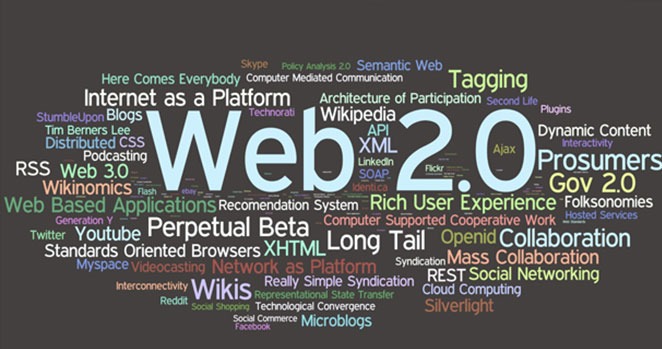 Skype Policy Analysis 2.0 Semantic Web
Here Comes Everybody Computer Mediated Communication Tagging
Internet as a Platform Architecture of Participation Second Life
StumbleUpon Blogs Technorati Wikipedia Plugins
Tim Berners Lee API Dynamic Content
Distributed CSS XML Ajax Interactivity
Podcasting LinkedIn Prosumers
Web 2.0
RSS Web 3.0 SOAP Flickr Gov 2.0
Wikinomics Flash ebay Identica Folksonomies
Web Based Applications Recomendation System Rich User Experience Hosted Services
Generation Y Computer Supported Cooperative Work Web Standards
Twitter Youtube Perpetual Beta Long Tail Openid Collaboration
Standards Oriented Browsers XHTML Mass Collaboration
Myspace Videocasting Network as Platform Syndication
REST Social Networking
Interconnectivity Wikis Really Simple Syndication Cloud Computing
Reddit Social Shopping Representational State Transfer Silverlight
Technological Convergence
Social Commerce Microblogs
Facebook